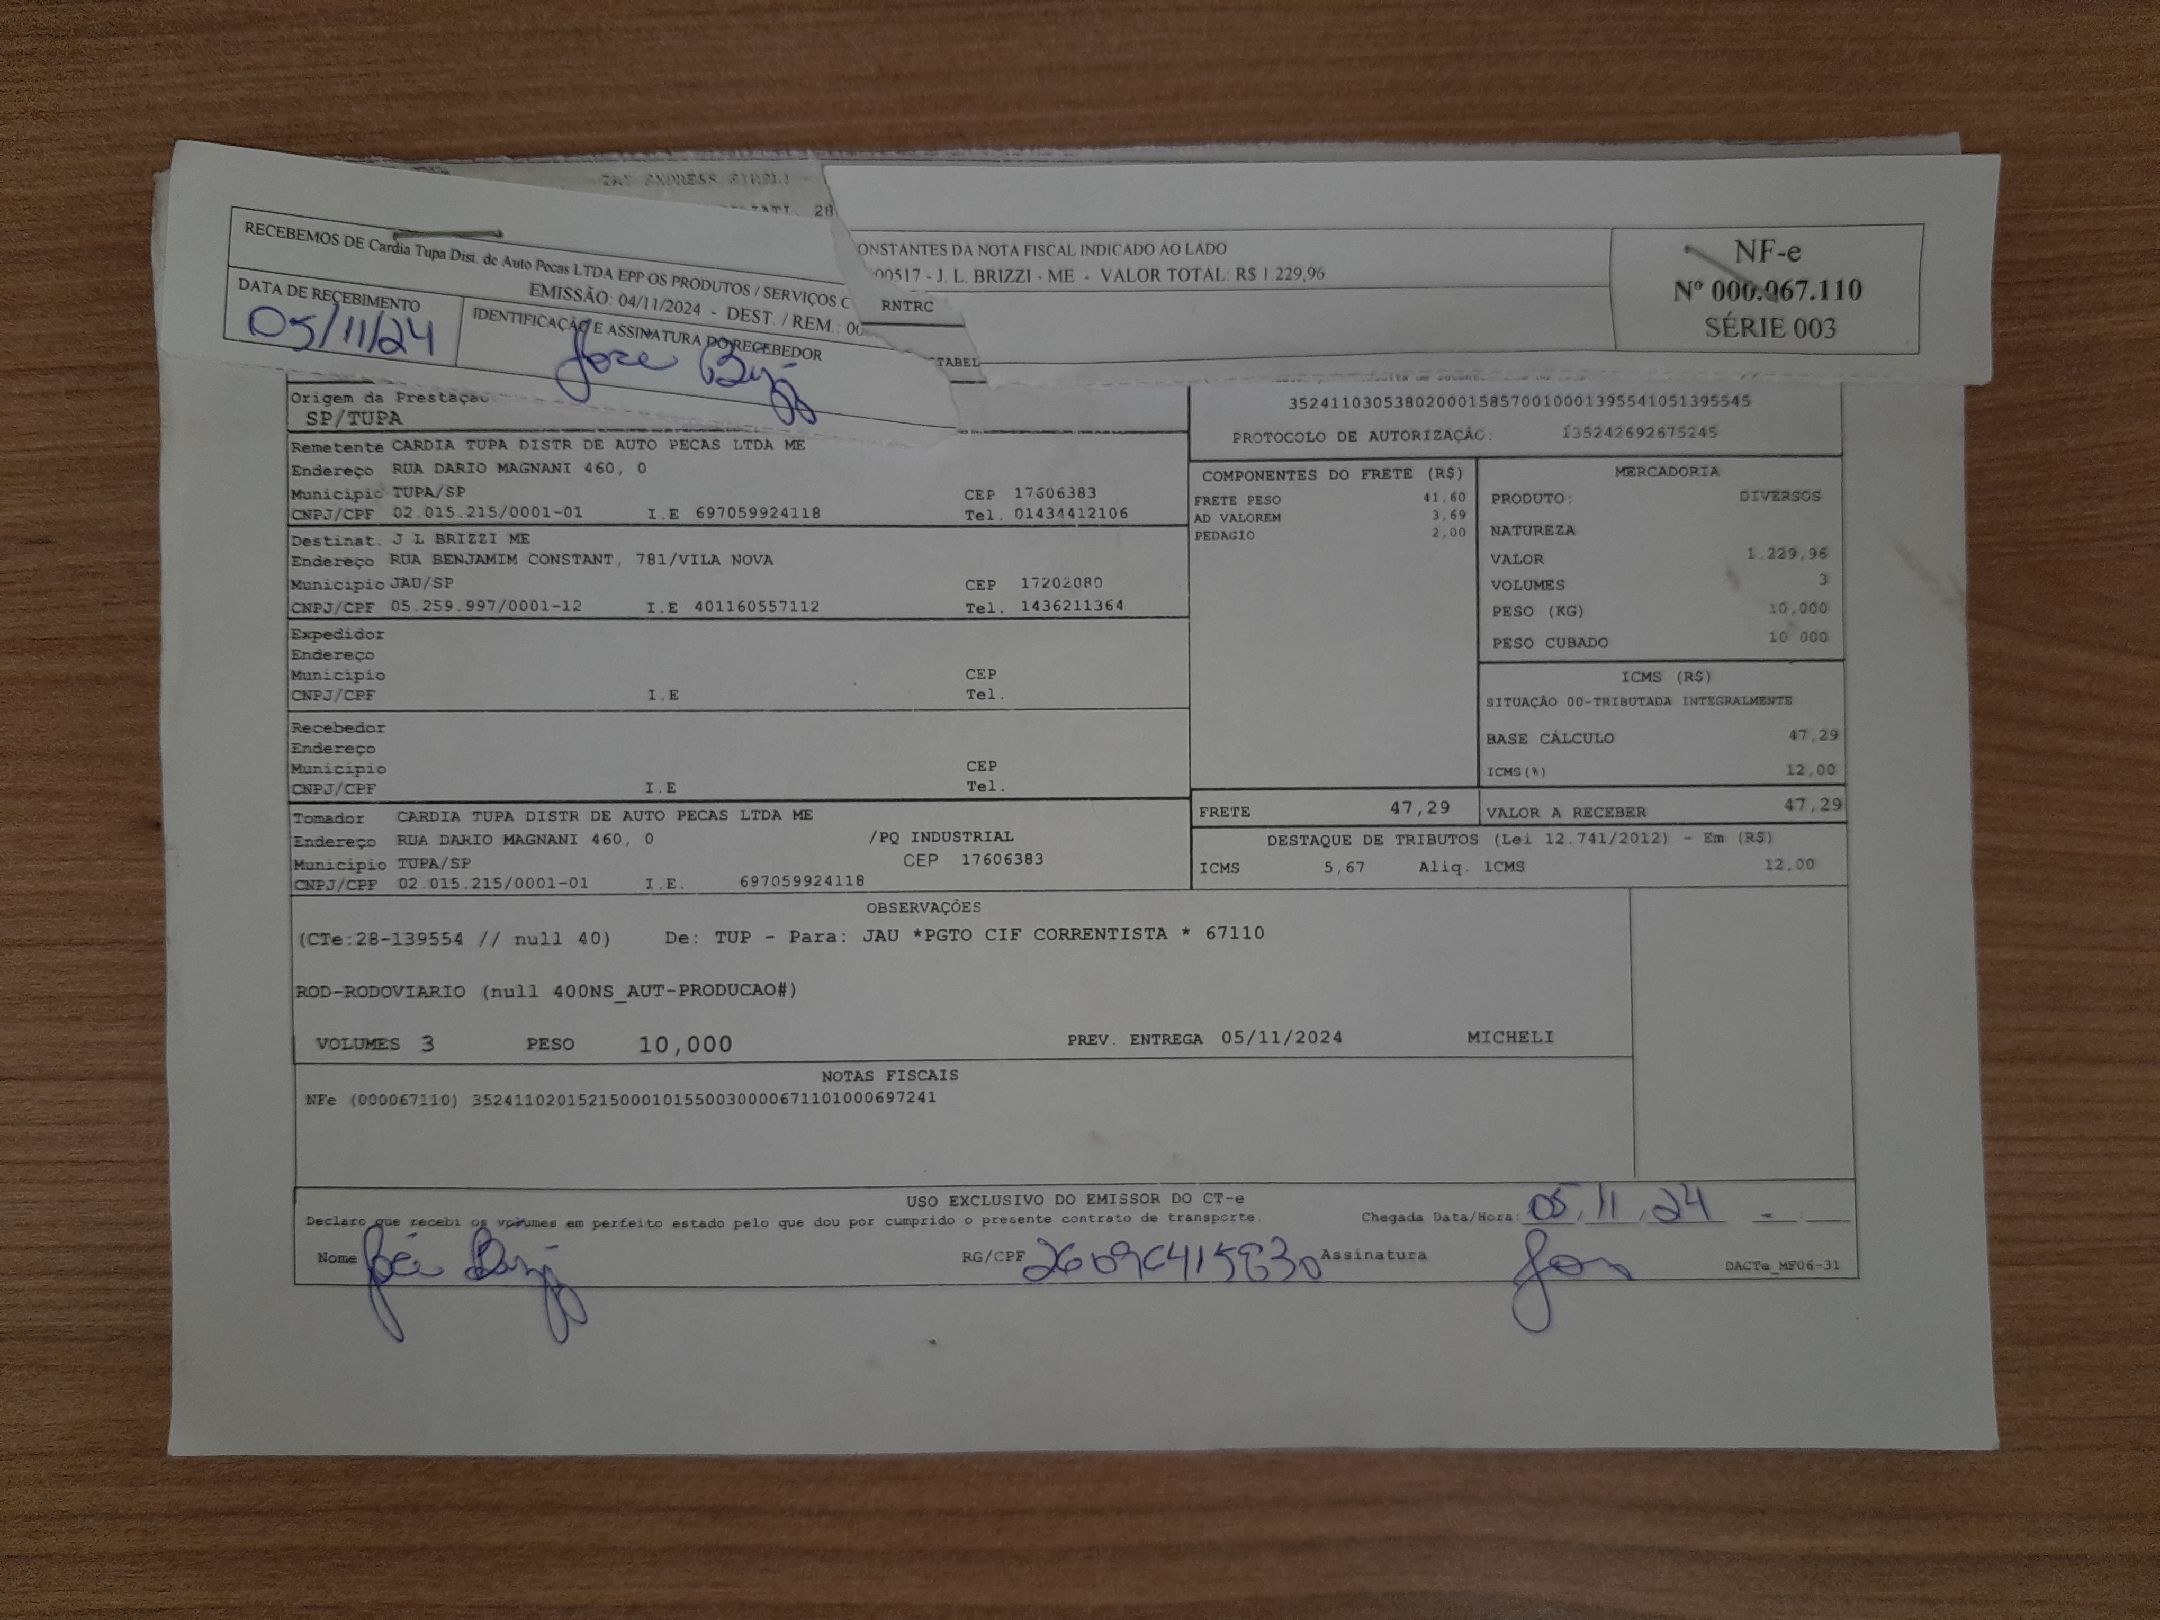 RECEBEMOS DE Cardia Tupa Dist. de Auto Pecas LTDA EPP OS PRODUTOS / SERVIÇOS C
ONSTANTES DA NOTA FISCAL INDICADO AO LADO
EMISSÃO: 04/11/2024 - DEST. / REM.: 00
00517 - J. L. BRIZZI - ME - VALOR TOTAL: R$ 1 229,96
DATA DE RECEBIMENTO
05/11/24
IDENTIFICAÇÃO E ASSINATURA DO RECEBEDOR
RNTRC
TABEL
NF-e
Nº 000.067.110
SÉRIE 003
Origem da Prestação
SP/TUPA
35241103053802000158570010001395541051395545
PROTOCOLO DE AUTORIZAÇÃO: 135242692675245
Remetente CARDIA TUPA DISTR DE AUTO PECAS LTDA ME
Endereço RUA DARIO MAGNANI 460, 0
Municipio TUPA/SP CEP 17606383
CNPJ/CPF 02.015.215/0001-01 I.E 697059924118 Tel. 01434412106
Destinat. J L BRIZZI ME
Endereço RUA BENJAMIM CONSTANT, 781/VILA NOVA
Municipio JAU/SP CEP 17202080
CNPJ/CPF 05.259.997/0001-12 I.E 401160557112 Tel. 1436211364
Expedidor
Endereço
Municipio CEP
CNPJ/CPF I.E Tel.
Recebedor
Endereço
Municipio CEP
CNPJ/CPF I.E Tel.
Tomador CARDIA TUPA DISTR DE AUTO PECAS LTDA ME
Endereço RUA DARIO MAGNANI 460, 0 /PQ INDUSTRIAL
Municipio TUPA/SP CEP 17606383
CNPJ/CPF 02.015.215/0001-01 I.E. 697059924118
COMPONENTES DO FRETE (R$)
FRETE PESO 41,60
AD VALOREM 3,69
PEDAGIO 2,00
MERCADORIA
PRODUTO: DIVERSOS
NATUREZA
VALOR 1.229,96
VOLUMES 3
PESO (KG) 10,000
PESO CUBADO 10 000
ICMS (R$)
SITUAÇÃO 00-TRIBUTADA INTEGRALMENTE
BASE CÁLCULO 47,29
ICMS(%) 12,00
FRETE 47,29 VALOR A RECEBER 47,29
DESTAQUE DE TRIBUTOS (Lei 12.741/2012) - Em (R$)
ICMS 5,67 Aliq. ICMS 12,00
OBSERVAÇÕES
(CTe:28-139554 // null 40) De: TUP - Para: JAU *PGTO CIF CORRENTISTA * 67110
ROD-RODOVIARIO (null 400NS_AUT-PRODUCAO#)
VOLUMES 3 PESO 10,000 PREV. ENTREGA 05/11/2024 MICHELI
NOTAS FISCAIS
NFe (000067110) 35241102015215000101550030000671101000697241
USO EXCLUSIVO DO EMISSOR DO CT-e
Declaro que recebi os volumes em perfeito estado pelo que dou por cumprido o presente contrato de transporte. Chegada Data/Hora: 05/11/24
Nome RG/CPF Assinatura DACTe_MF06-31